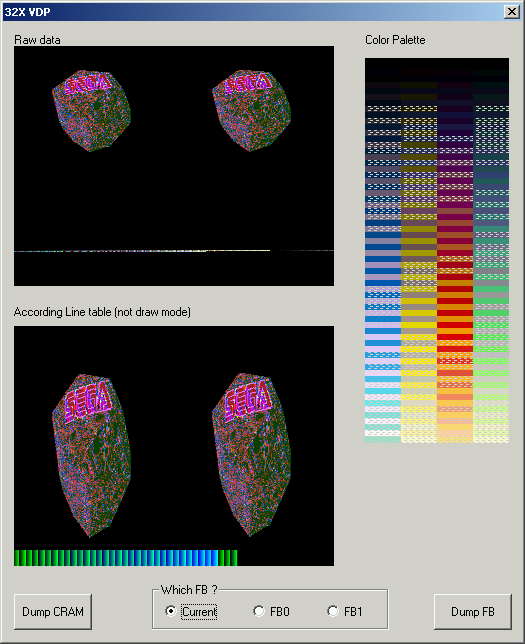 32X VDP
Raw data
Color Palette
SEGA SEGA
According Line table (not draw mode)
SEGA SEGA
Which FB ?
Dump CRAM
Current
FB0
FB1
Dump FB